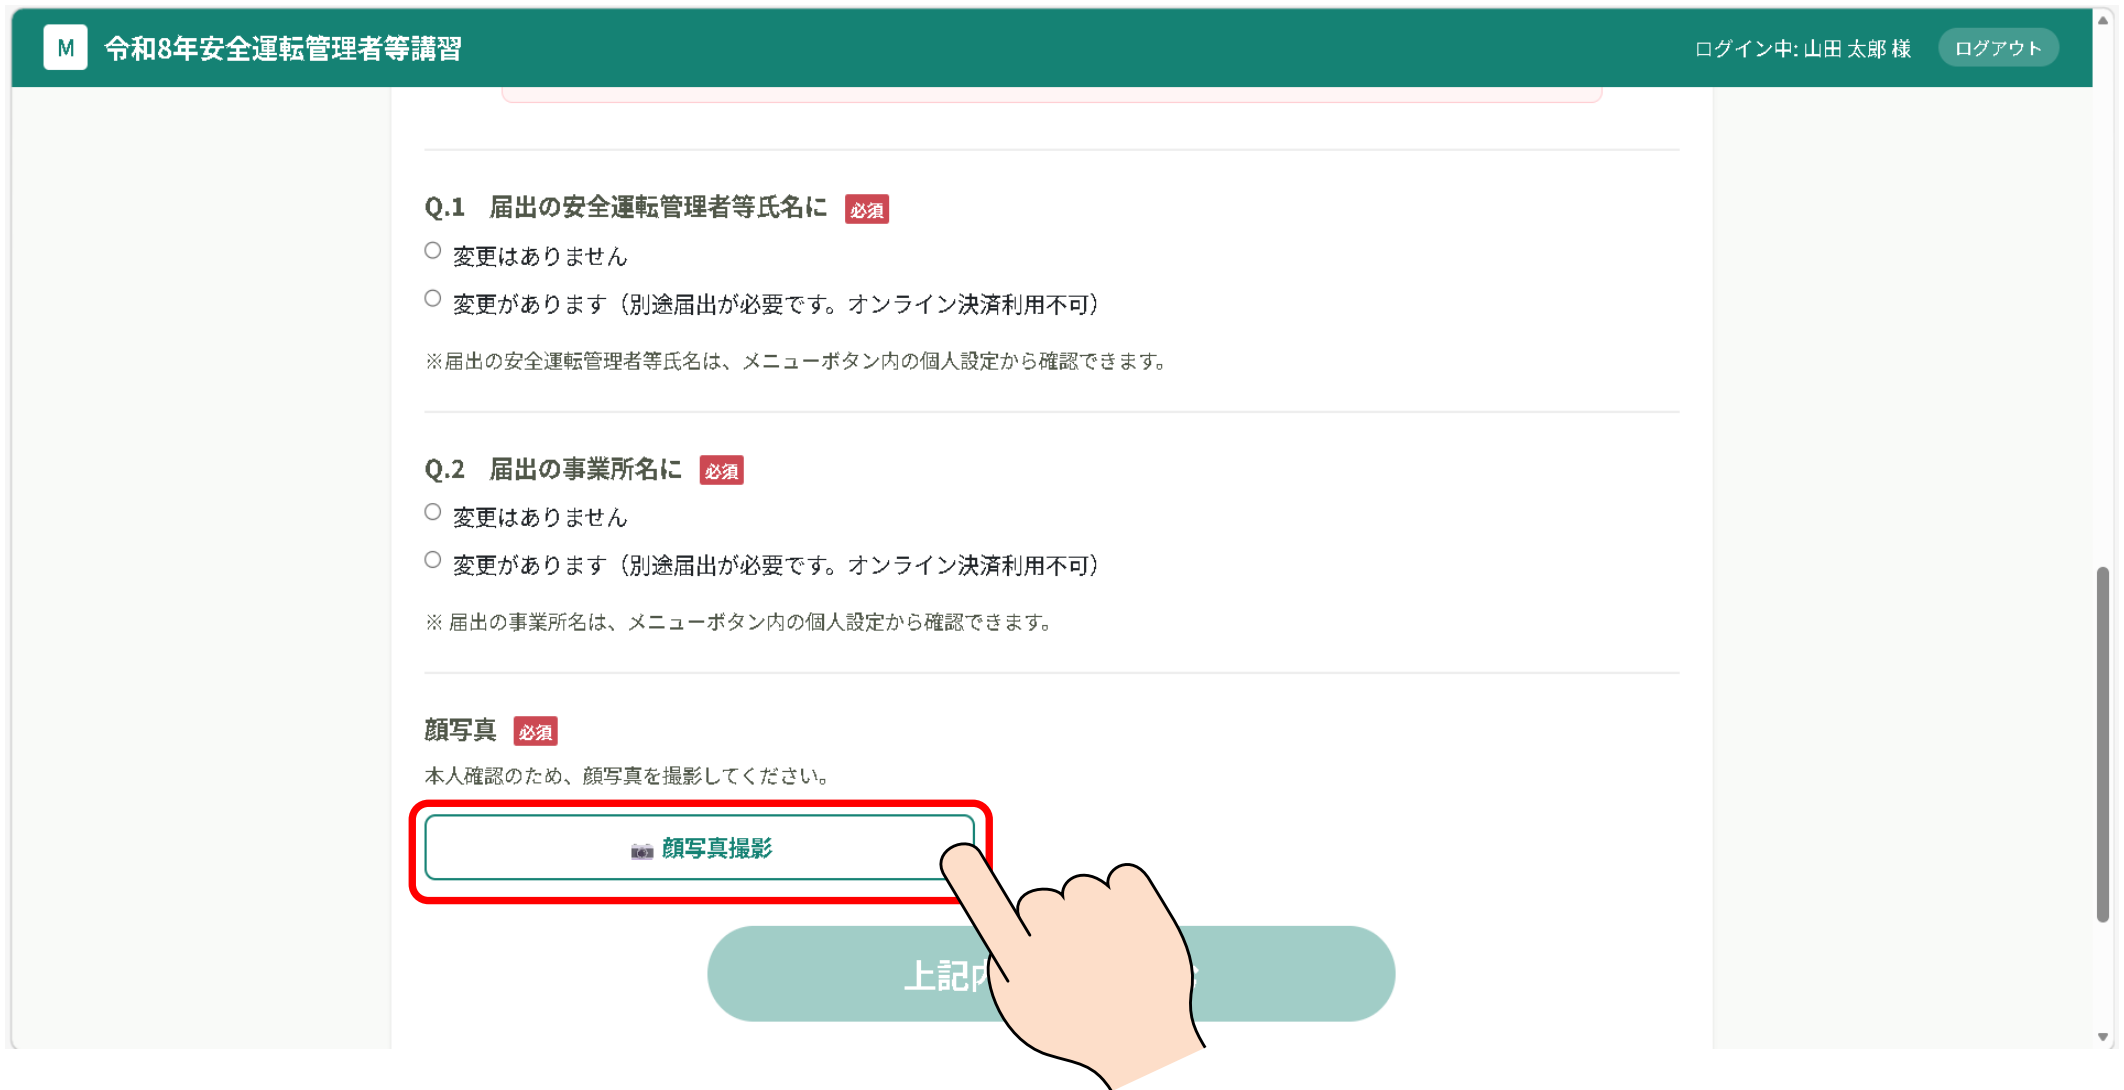 M 令和8年安全運転管理者等講習
ログイン中: 山田 太郎 様 ログアウト
Q.1 届出の安全運転管理者等氏名に 必須
変更はありません
変更があります（別途届出が必要です。オンライン決済利用不可）
※届出の安全運転管理者等氏名は、メニューボタン内の個人設定から確認できます。
Q.2 届出の事業所名に 必須
変更はありません
変更があります（別途届出が必要です。オンライン決済利用不可）
※ 届出の事業所名は、メニューボタン内の個人設定から確認できます。
顔写真 必須
本人確認のため、顔写真を撮影してください。
顔写真撮影
上記